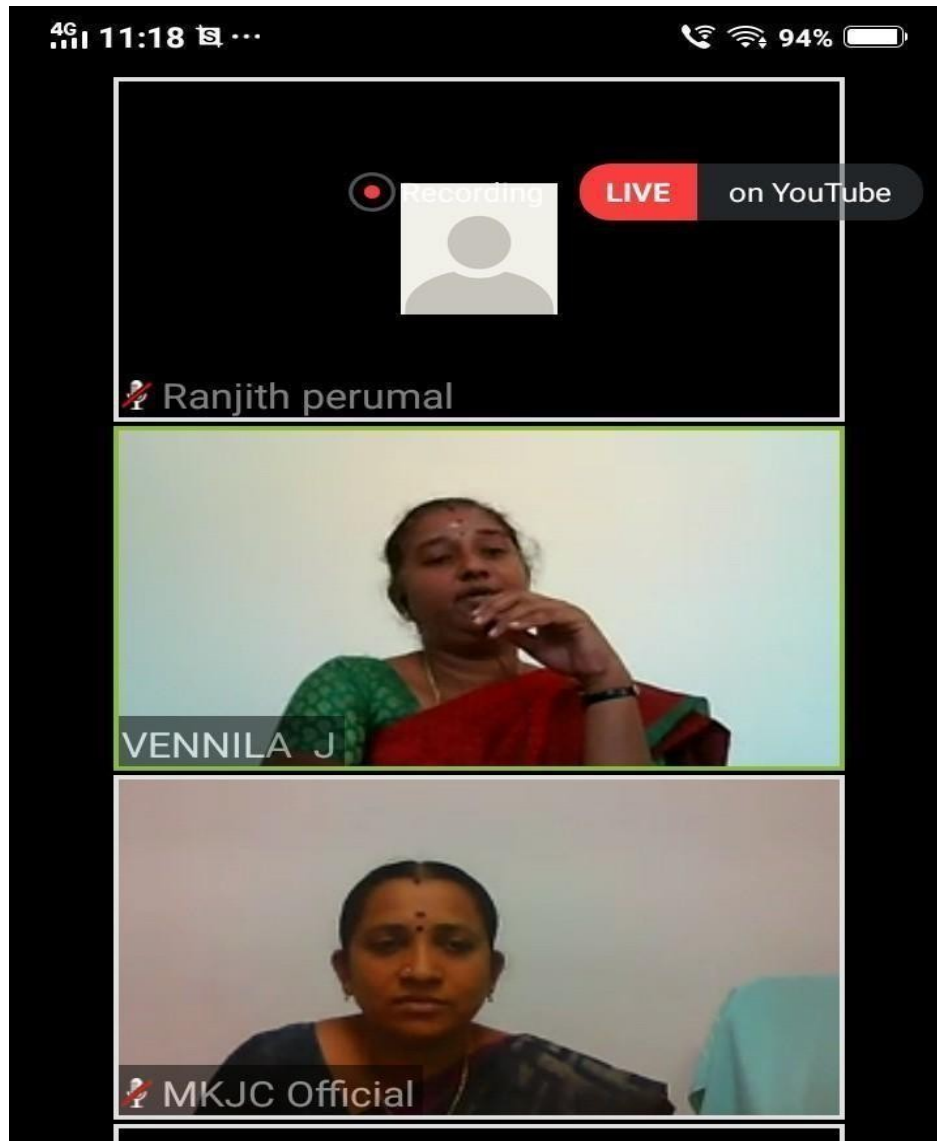 4G 11:18 94%
Recording LIVE on YouTube
Ranjith perumal
VENNILA J
MKJC Official